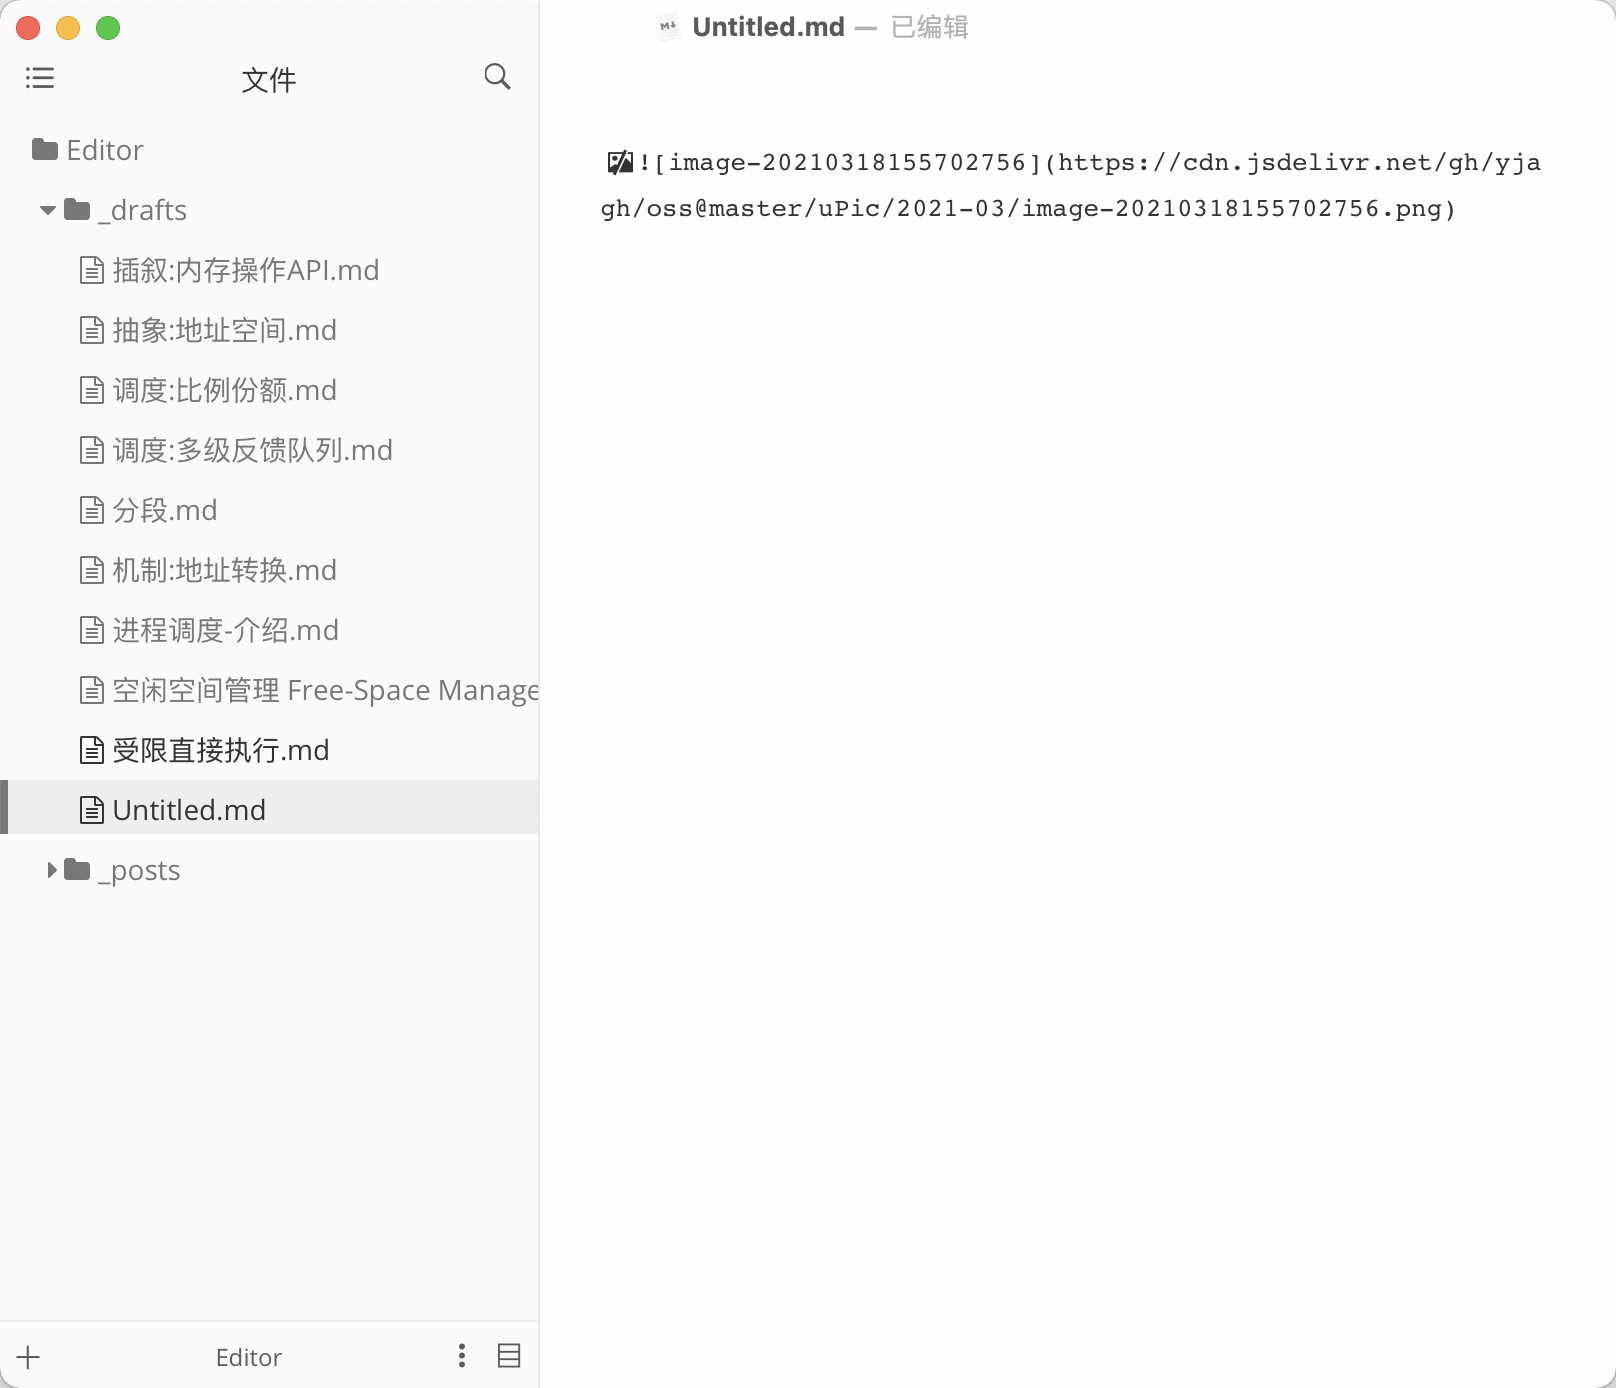 文件
Editor
_drafts
插叙:内存操作API.md
抽象:地址空间.md
调度:比例份额.md
调度:多级反馈队列.md
分段.md
机制:地址转换.md
进程调度-介绍.md
空闲空间管理 Free-Space Manage
受限直接执行.md
Untitled.md
_posts
Editor
Untitled.md — 已编辑
![image-20210318155702756](https://cdn.jsdelivr.net/gh/yja
gh/oss@master/uPic/2021-03/image-20210318155702756.png)